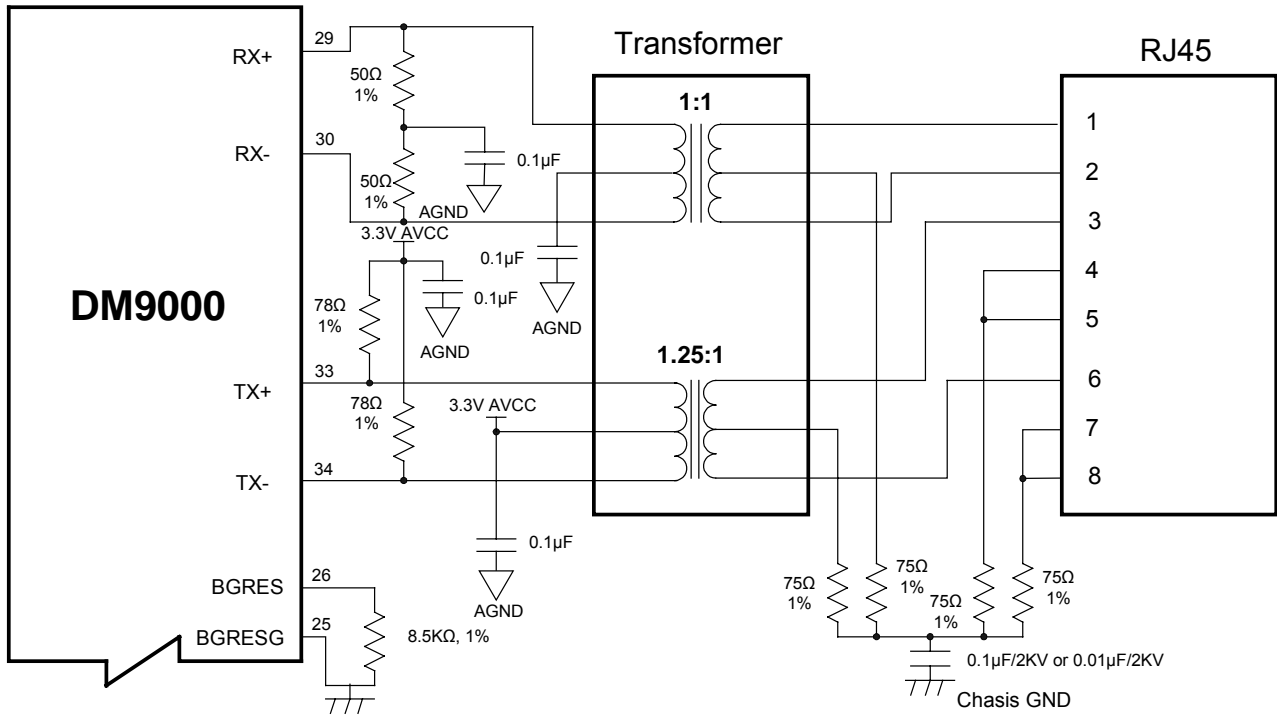 Transformer
RJ45
DM9000
RX+
29
50Ω
1%
RX-
30
50Ω
1%
0.1µF
AGND
3.3V AVCC
0.1µF
AGND
0.1µF
AGND
1:1
78Ω
1%
TX+
33
78Ω
1%
3.3V AVCC
TX-
34
0.1µF
AGND
1.25:1
BGRES
26
BGRESG
25
8.5KΩ, 1%
1
2
3
4
5
6
7
8
75Ω
1%
75Ω
1%
75Ω
1%
75Ω
1%
0.1µF/2KV or 0.01µF/2KV
Chasis GND